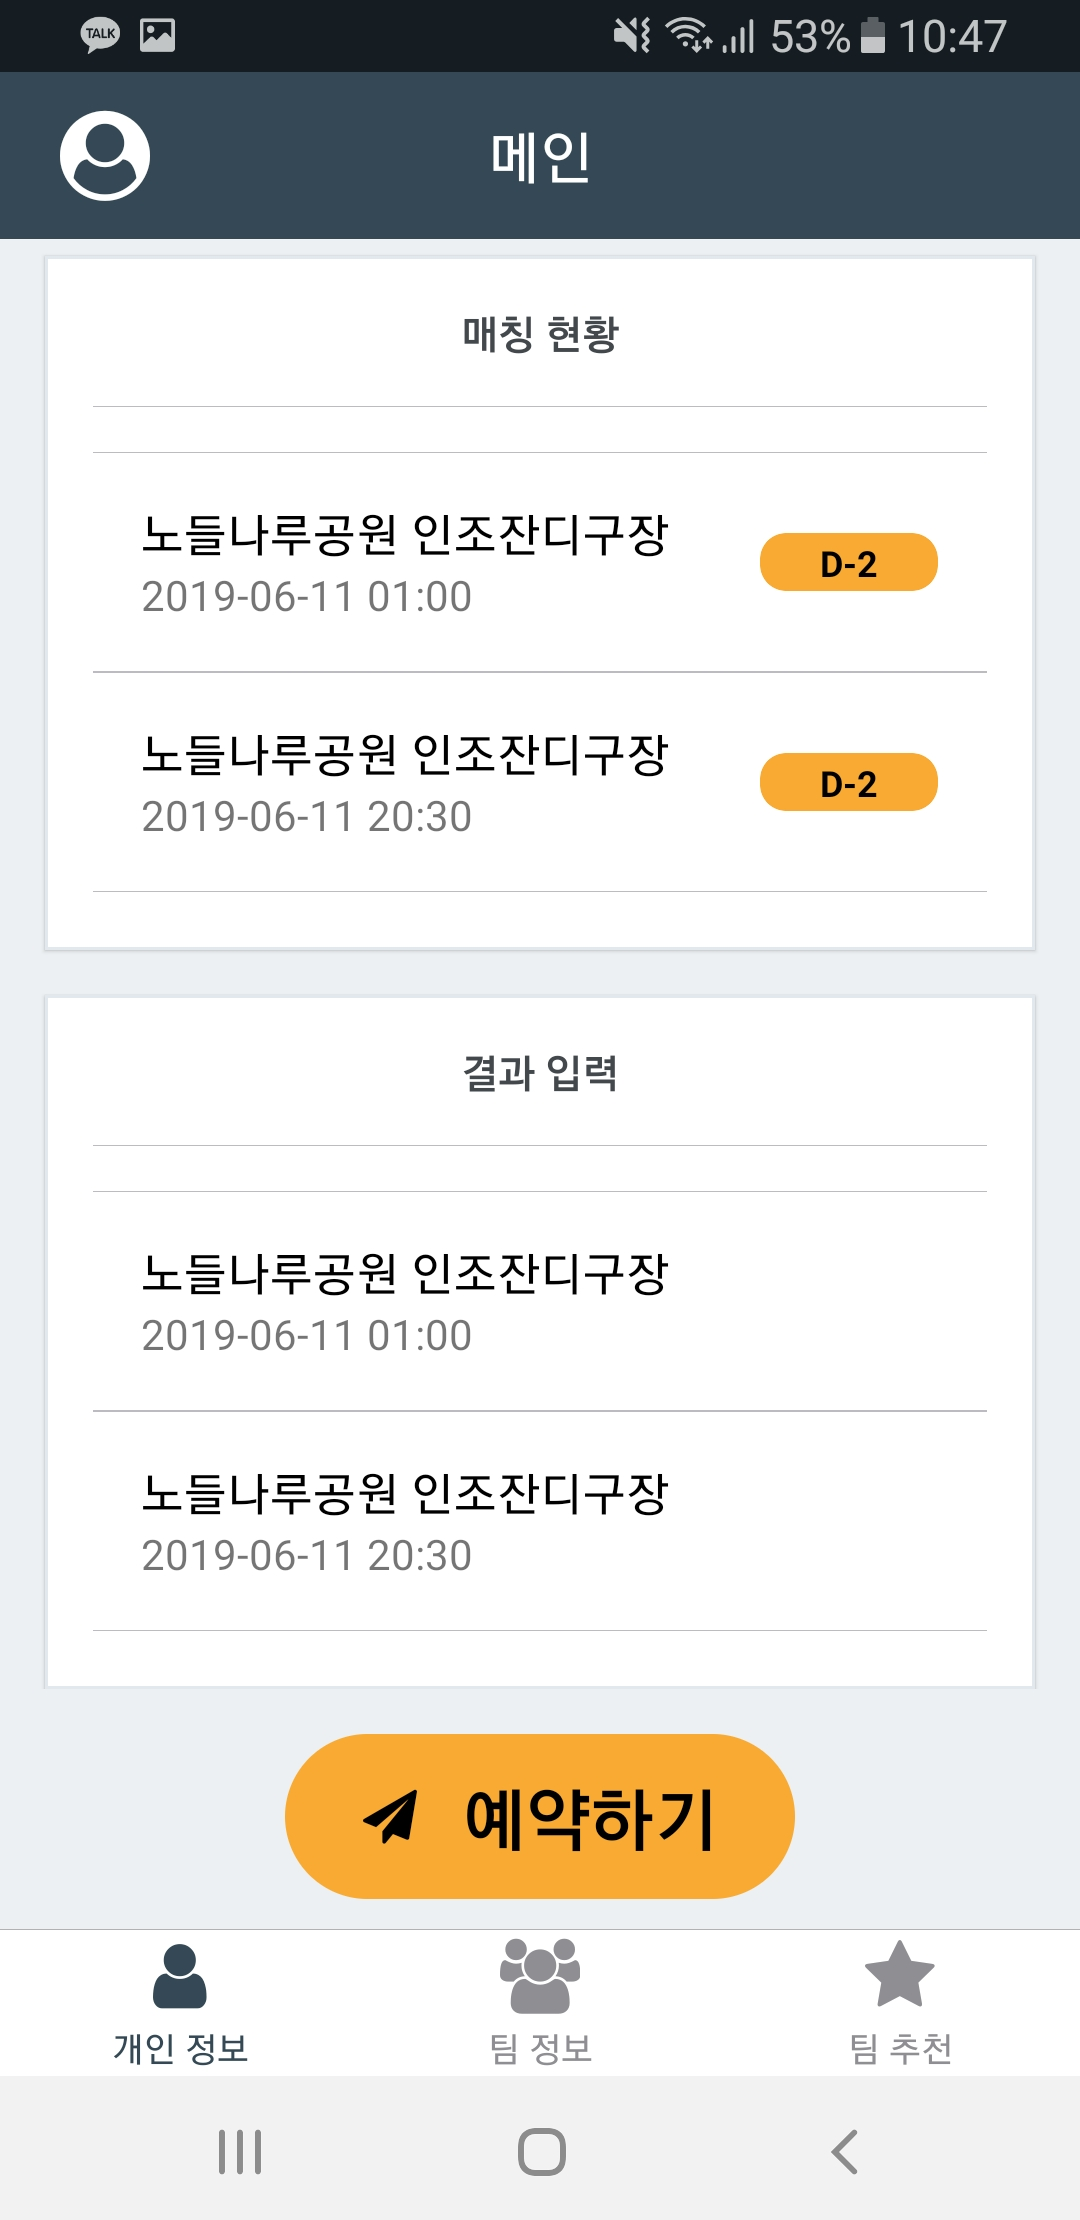 TALK 53% 10:47
메인
매칭 현황
노들나루공원 인조잔디구장
2019-06-11 01:00
D-2
노들나루공원 인조잔디구장
2019-06-11 20:30
D-2
결과 입력
노들나루공원 인조잔디구장
2019-06-11 01:00
노들나루공원 인조잔디구장
2019-06-11 20:30
예약하기
개인 정보
팀 정보
팀 추천